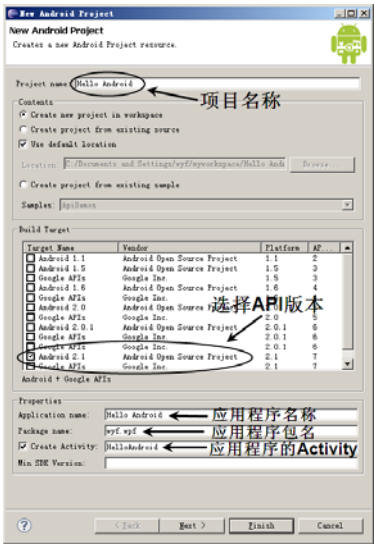 New Android Project
New Android Project
Creates a new Android Project resource.
Project name: Hello Android
项目名称
Contents
Create new project in workspace
Create project from existing source
Use default location
Location: C:/Documents and Settings/wyf/myworkspace/Hello Andr Browse...
Create project from existing sample
Samples: ApiDemos
Build Target
Target Name Vendor Platform AP...
Android 1.1 Android Open Source Project 1.1 2
Android 1.5 Android Open Source Project 1.5 3
Google APIs Google Inc. 1.5 3
Android 1.6 Android Open Source Project 1.6 4
Google APIs Google Inc.
Android 2.0 Android Open Source Project
选择API版本
Google APIs Google Inc. 2.0 5
Android 2.0.1 Android Open Source Project 2.0.1 6
Google APIs Google Inc. 2.0.1 6
Android 2.1 Android Open Source Project 2.1 7
Google APIs Google Inc. 2.1 7
Android + Google APIs
Properties
Application name: Hello Android 应用程序名称
Package name: wyf.wpf 应用程序包名
Create Activity: HelloAndroid 应用程序的Activity
Min SDK Version:
? < Back Next > Finish Cancel